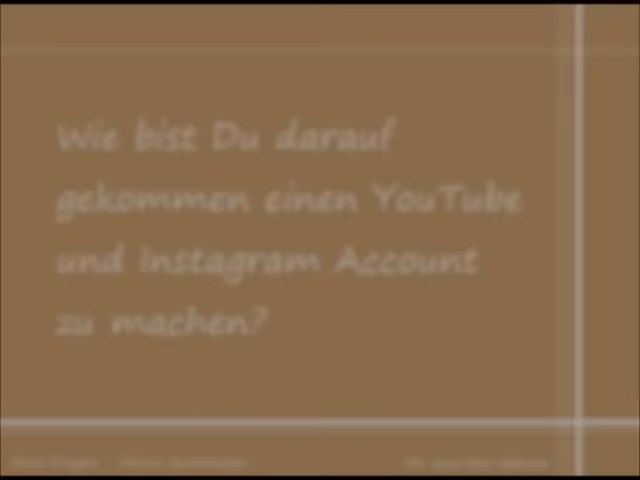 Wie bist Du darauf
gekommen einen YouTube
und Instagram Account
zu machen?